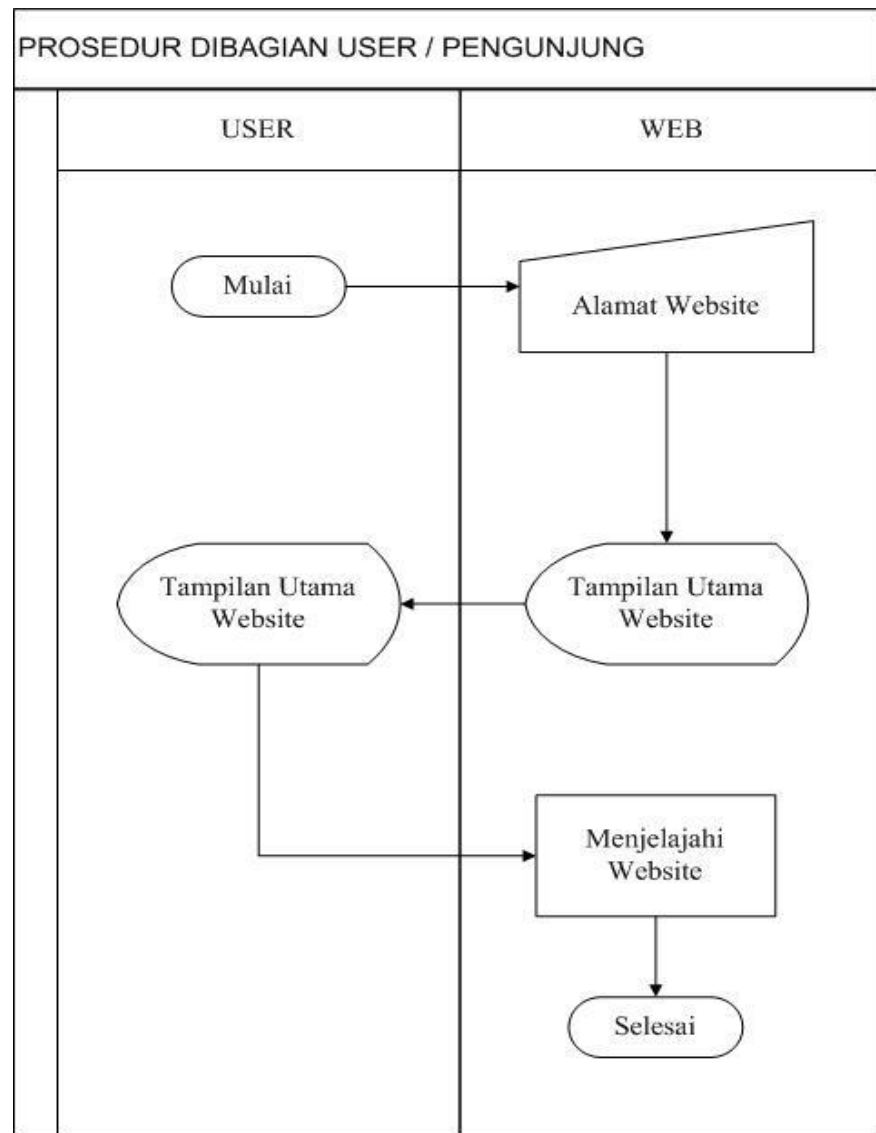 PROSEDUR DIBAGIAN USER / PENGUNJUNG
USER
WEB
Mulai
Alamat Website
Tampilan Utama
Website
Tampilan Utama
Website
Menjelajahi
Website
Selesai